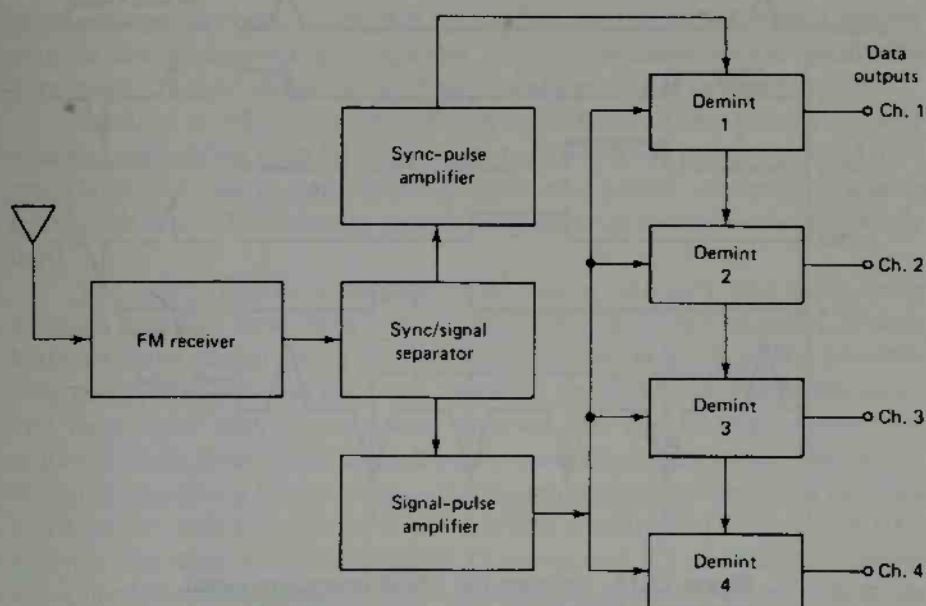 Data
outputs
Demint
1
Ch. 1
Sync-pulse
amplifier
Demint
2
Ch. 2
FM receiver
Sync/signal
separator
Demint
3
Ch. 3
Signal-pulse
amplifier
Demint
4
Ch. 4